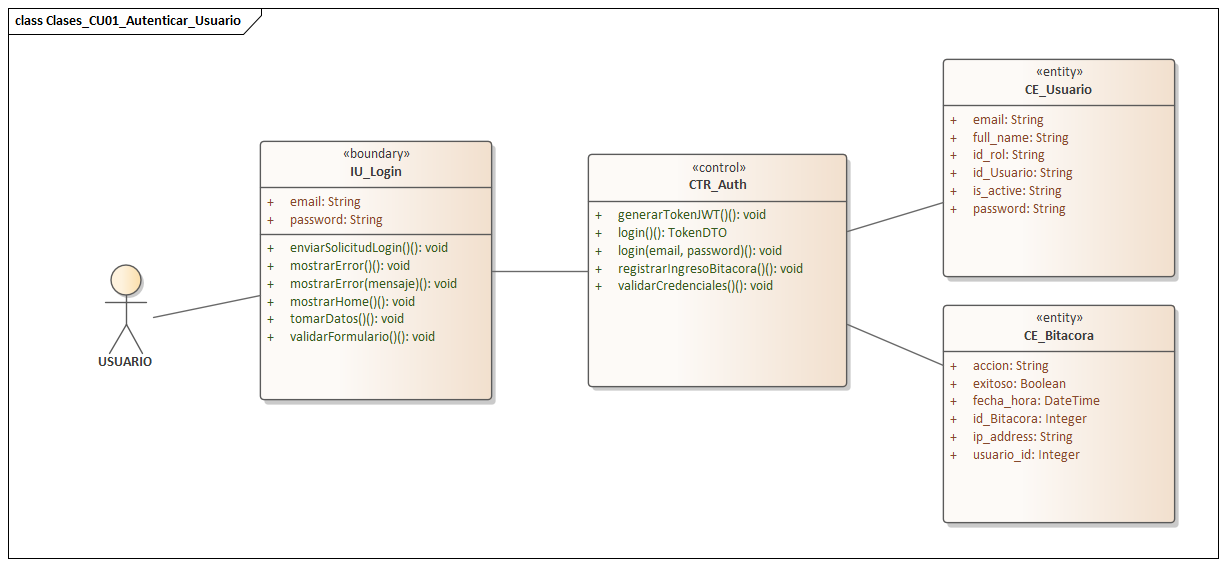 class Clases_CU01_Autenticar_Usuario
USUARIO
«boundary»
IU_Login
+ email: String
+ password: String
+ enviarSolicitudLogin()(): void
+ mostrarError()(): void
+ mostrarError(mensaje)(): void
+ mostrarHome()(): void
+ tomarDatos()(): void
+ validarFormulario()(): void
«control»
CTR_Auth
+ generarTokenJWT()(): void
+ login()(): TokenDTO
+ login(email, password)(): void
+ registrarIngresoBitacora()(): void
+ validarCredenciales()(): void
«entity»
CE_Usuario
+ email: String
+ full_name: String
+ id_rol: String
+ id_Usuario: String
+ is_active: String
+ password: String
«entity»
CE_Bitacora
+ accion: String
+ exitoso: Boolean
+ fecha_hora: DateTime
+ id_Bitacora: Integer
+ ip_address: String
+ usuario_id: Integer